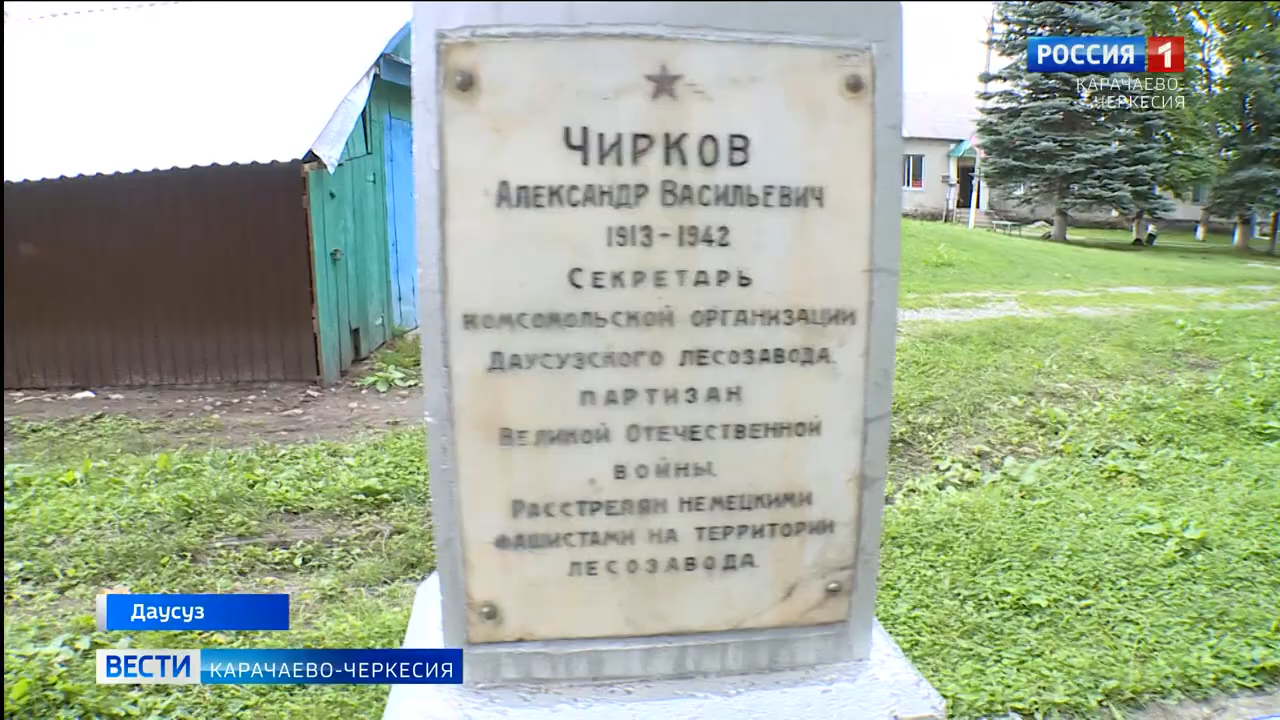 РОССИЯ 1
КАРАЧАЕВО-
ЧЕРКЕСИЯ
ЧИРКОВ
АЛЕКСАНДР ВАСИЛЬЕВИЧ
1913-1942
СЕКРЕТАРЬ
КОМСОМОЛЬСКОЙ ОРГАНИЗАЦИИ
ДАУСУЗСКОГО ЛЕСОЗАВОДА.
ПАРТИЗАН
ВЕЛИКОЙ ОТЕЧЕСТВЕННОЙ
ВОЙНЫ.
РАССТРЕЛЯН НЕМЕЦКИМИ
ФАШИСТАМИ НА ТЕРРИТОРИИ
ЛЕСОЗАВОДА.
Даусуз
ВЕСТИ КАРАЧАЕВО-ЧЕРКЕСИЯ